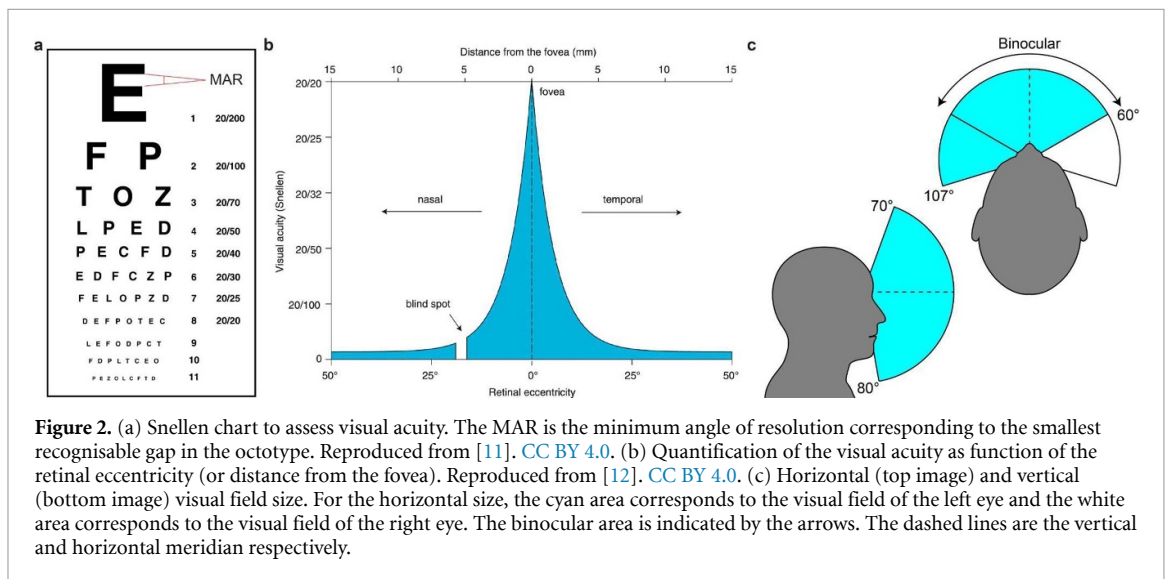 a
E
MAR
1 20/200
F P
2 20/100
T O Z
3 20/70
L P E D
4 20/50
P E C F D
5 20/40
E D F C Z P
6 20/30
F E L O P Z D
7 20/25
D E F P O T E C
8 20/20
L E F O D P C T
9
F D P L T C E O
10
P E Z O L C F T D
11
b
Distance from the fovea (mm)
15 10 5 0 5 10 15
fovea
Visual acuity (Snellen)
20/20
20/25
20/32
20/50
20/100
0
nasal
temporal
blind spot
50° 25° 0° 25° 50°
Retinal eccentricity
c
Binocular
60°
107°
70°
80°
Figure 2. (a) Snellen chart to assess visual acuity. The MAR is the minimum angle of resolution corresponding to the smallest
recognisable gap in the octotype. Reproduced from [11]. CC BY 4.0. (b) Quantification of the visual acuity as function of the
retinal eccentricity (or distance from the fovea). Reproduced from [12]. CC BY 4.0. (c) Horizontal (top image) and vertical
(bottom image) visual field size. For the horizontal size, the cyan area corresponds to the visual field of the left eye and the white
area corresponds to the visual field of the right eye. The binocular area is indicated by the arrows. The dashed lines are the vertical
and horizontal meridian respectively.